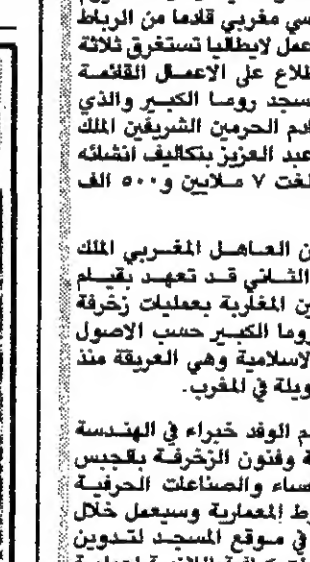 سي مغربي قادما من الرباط
عمل لايطاليا تستغرق ثلاثة
طلاع على الاعمال القائمة
سجد روما الكبير والذي
ادم الحرمين الشريفين الملك
عبد العزيز بتكاليف انشائه
لغت ٧ ملايين و٥٠٠ الف
ن العاهل المغربي الملك
الثاني قد تعهد بقيام
ين المغاربة بعمليات زخرفة
روما الكبير حسب الاصول
لاسلامية وهي العريقة منذ
ويلة في المغرب.
م الوفد خبراء في الهندسة
ة وفنون الزخرفة بالجبس
والصناعات الحرفية
وط المعمارية وسيعمل خلال
في موقع المسجد لتدوين